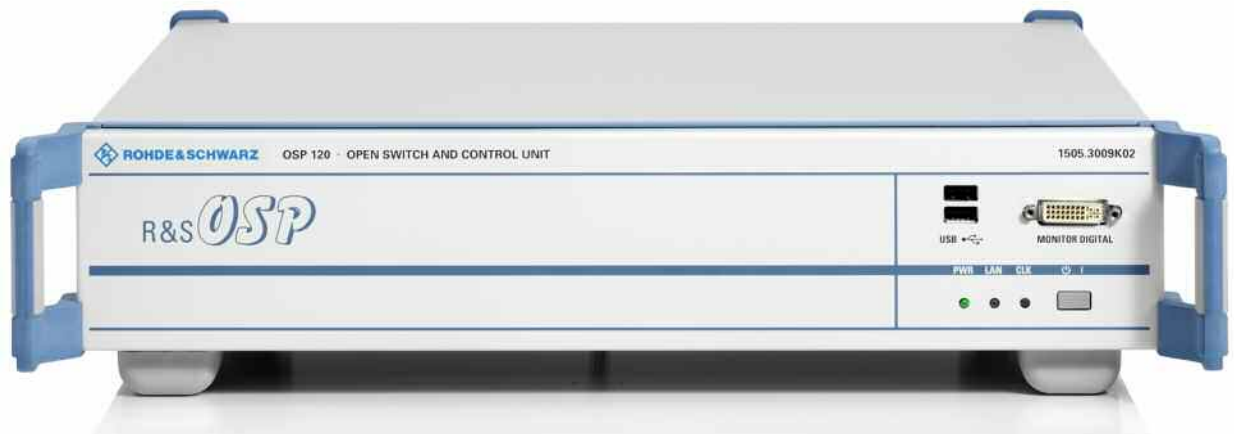 ROHDE&SCHWARZ OSP 120 · OPEN SWITCH AND CONTROL UNIT 1505.3009K02
R&S OSP
USB MONITOR DIGITAL
PWR LAN CLK I